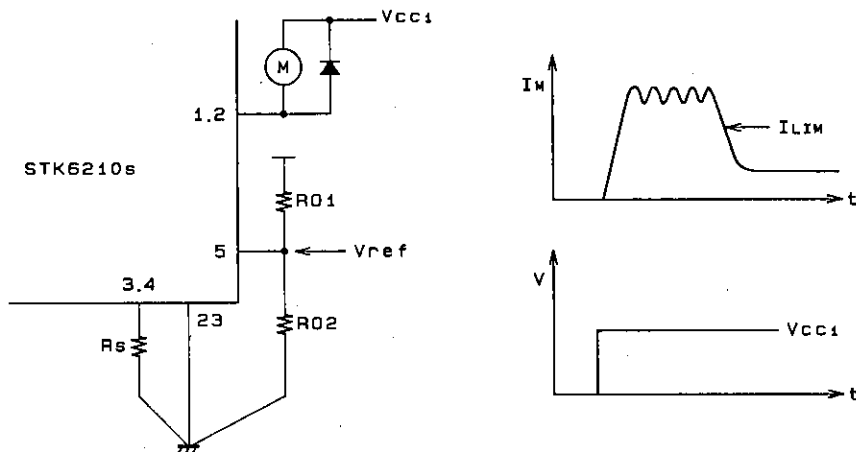 Vcc1
M
1.2
STK6210s
R01
5
Vref
3.4
23
R02
Rs
IM
ILIM
t
V
Vcc1
t